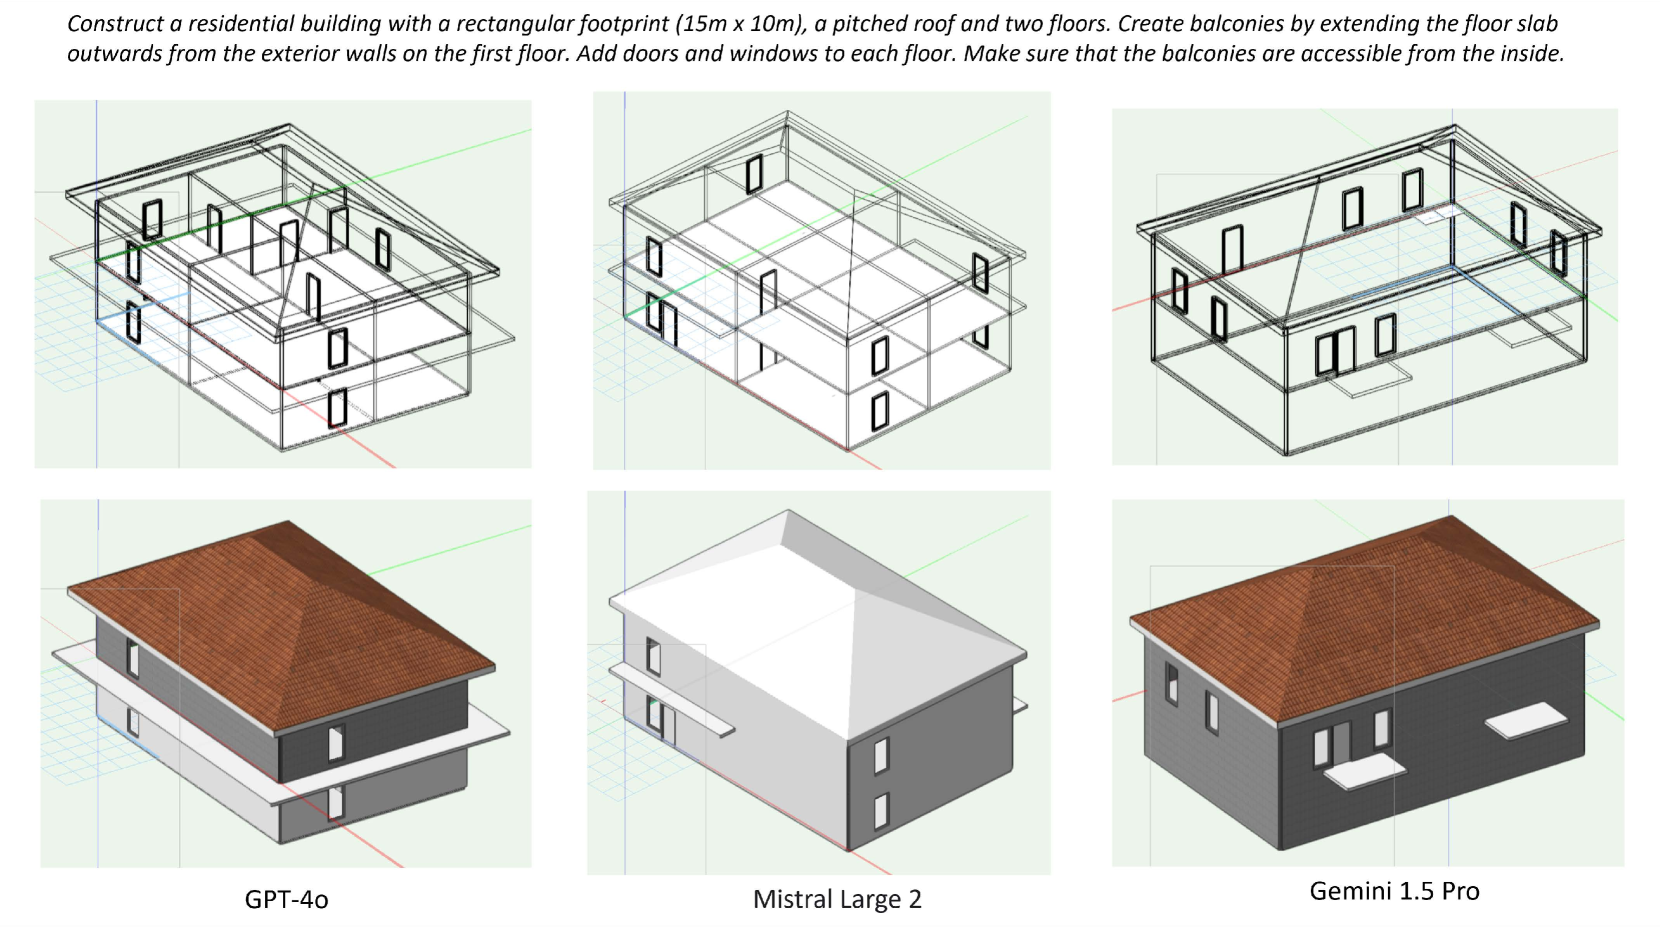 Construct a residential building with a rectangular footprint (15m x 10m), a pitched roof and two floors. Create balconies by extending the floor slab
outwards from the exterior walls on the first floor. Add doors and windows to each floor. Make sure that the balconies are accessible from the inside.
GPT-4o
Mistral Large 2
Gemini 1.5 Pro